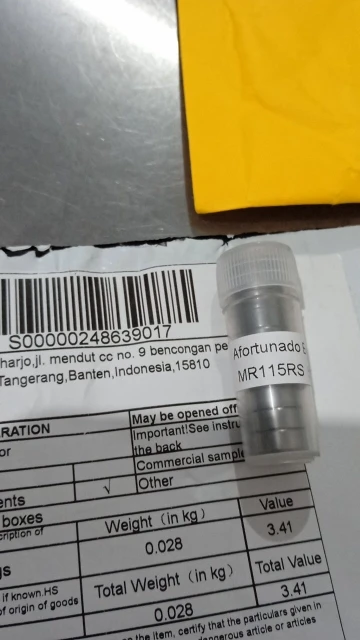 S00000248639017
harjo,jl. mendut cc no. 9 bencongan pe
Tangerang,Banten,Indonesia,15810
Afortunado
MR115RS
RATION
or
May be opened off
Important!See instru
the back
Commercial sample
ents
√
Other
boxes
Weight（in kg）
Value
0.028
3.41
gs
if known.HS
of origin of goods
Total Weight（in kg）
Total Value
0.028
3.41
the item, certify that the particulars given in
dangerous article or articles